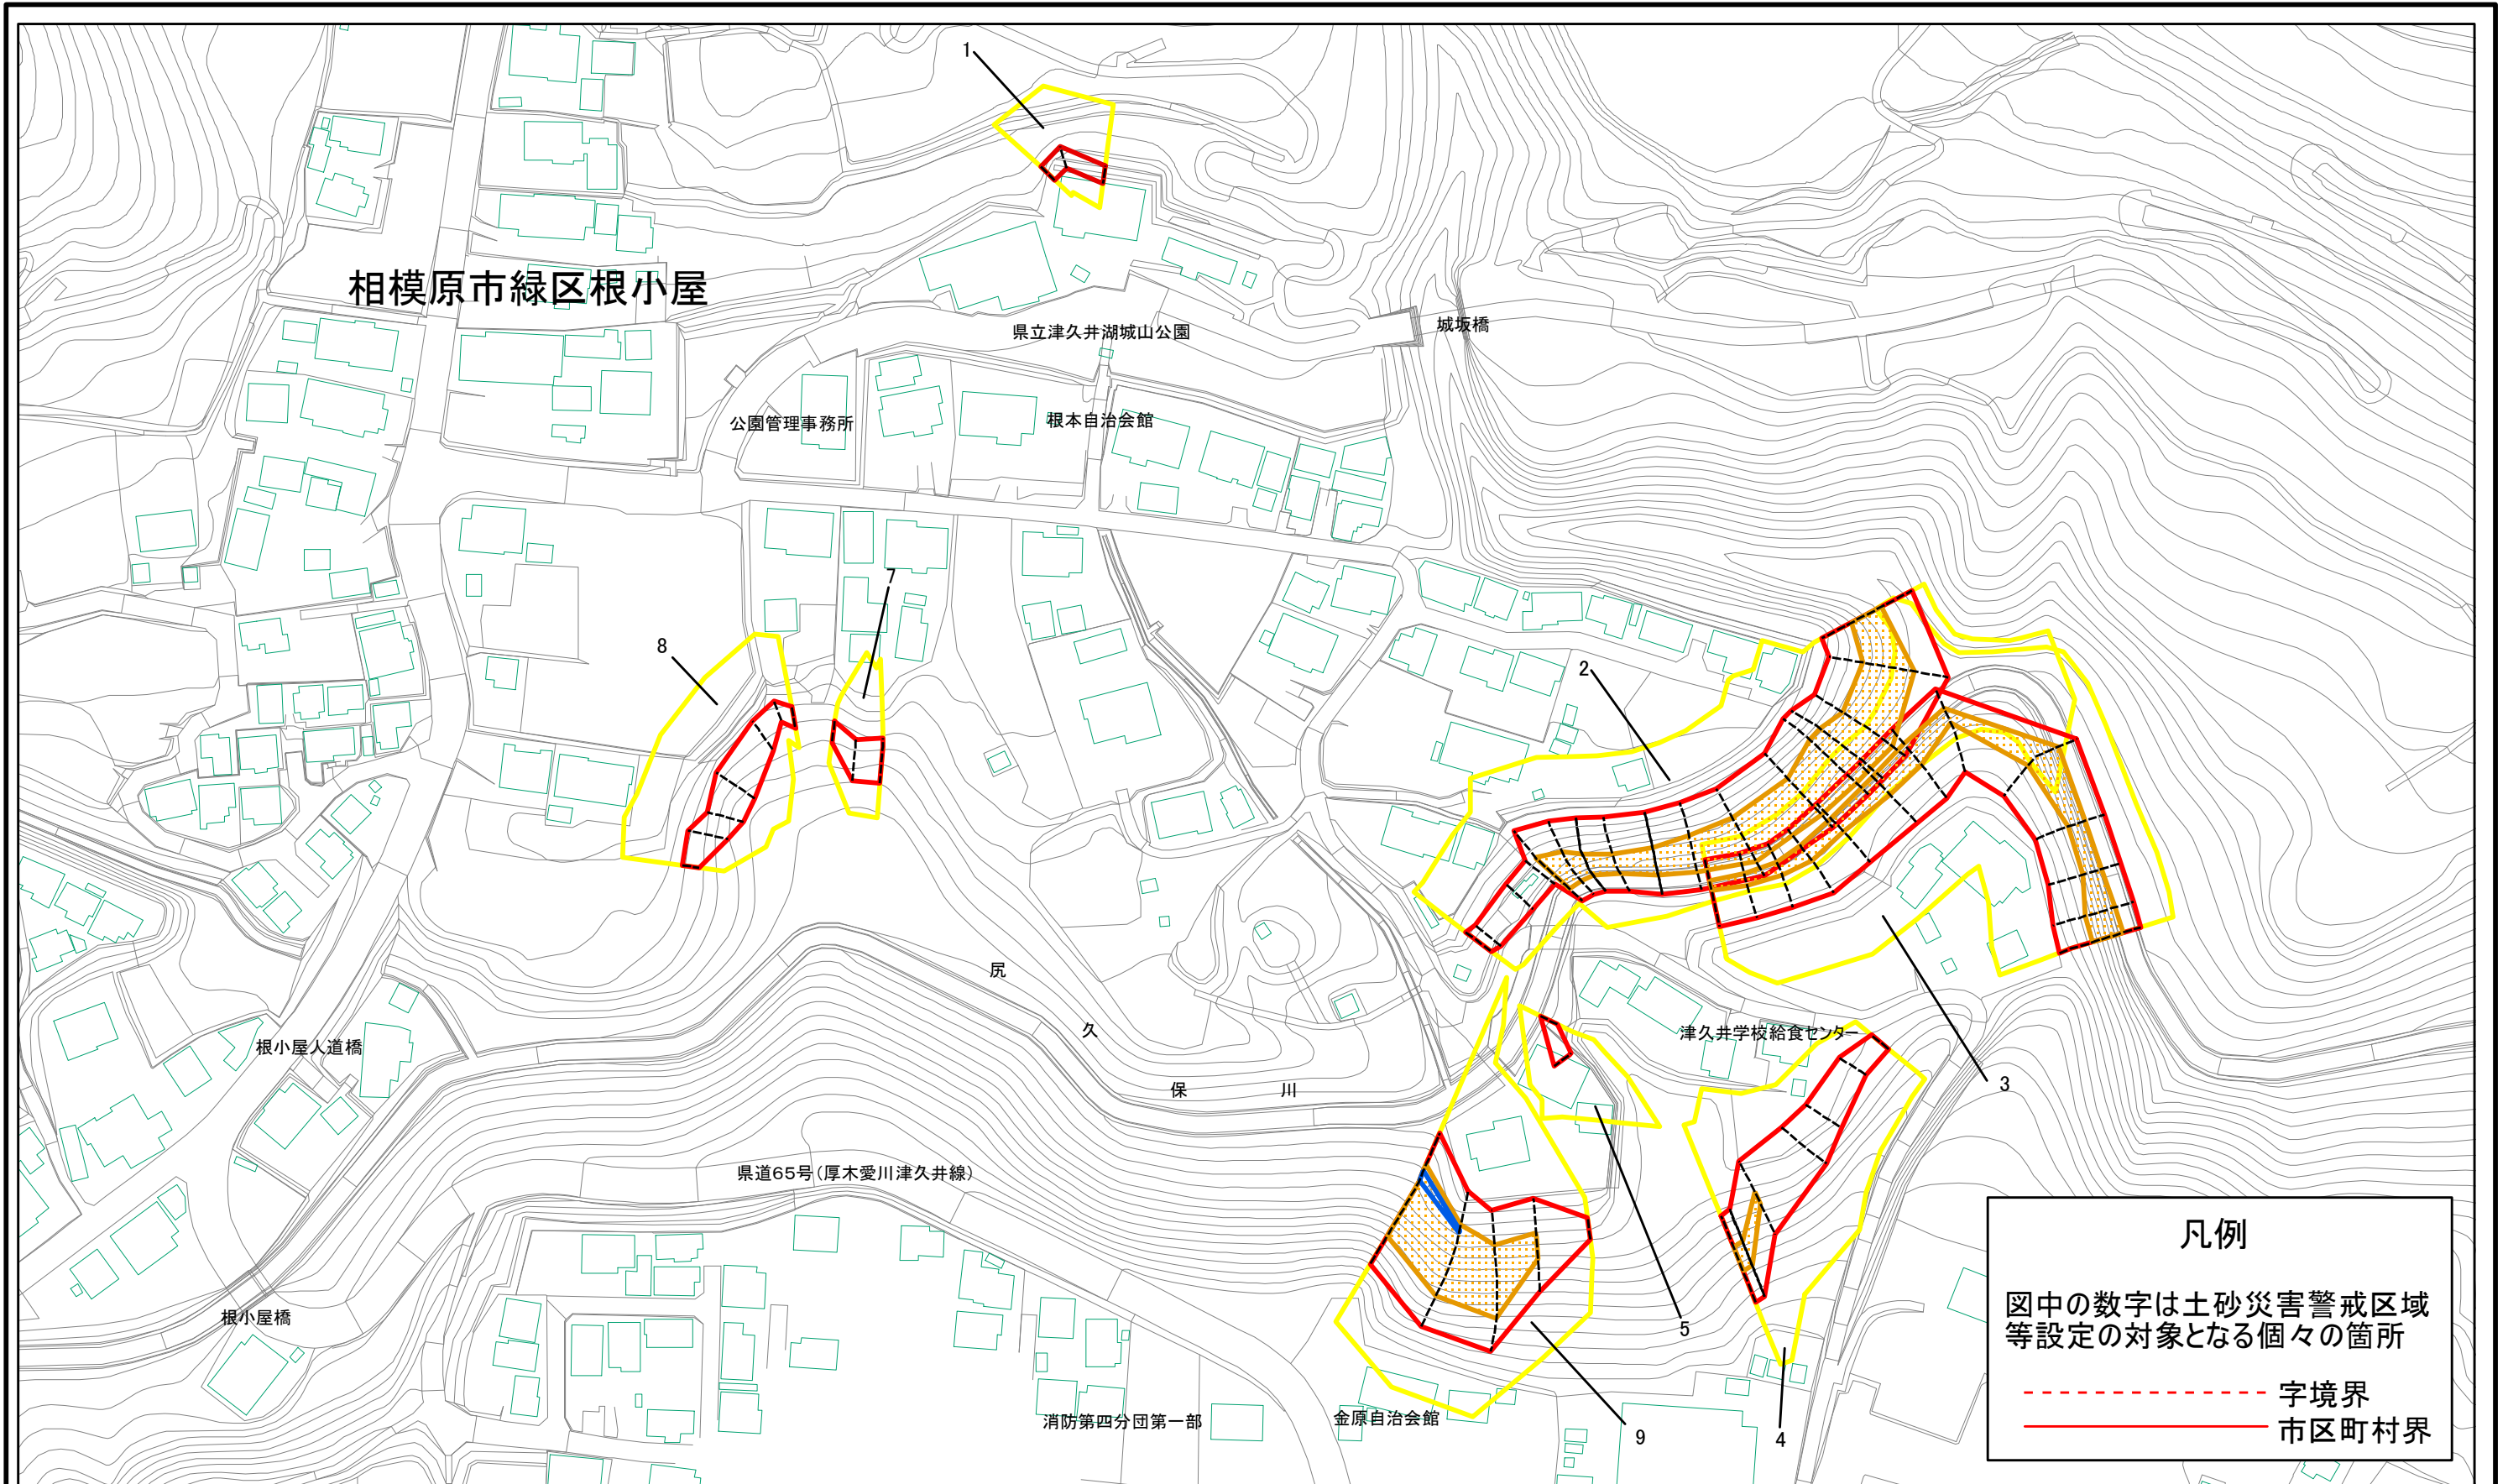 1
相模原市緑区根小屋
県立津久井湖城山公園
城坂橋
公園管理事務所
根本自治会館
7
8
2
尻
久
保
川
根小屋人道橋
津久井学校給食センター
3
県道65号(厚木愛川津久井線)
根小屋橋
5
消防第四分団第一部
金原自治会館
9
4
凡例
図中の数字は土砂災害警戒区域
等設定の対象となる個々の箇所
字境界
市区町村界